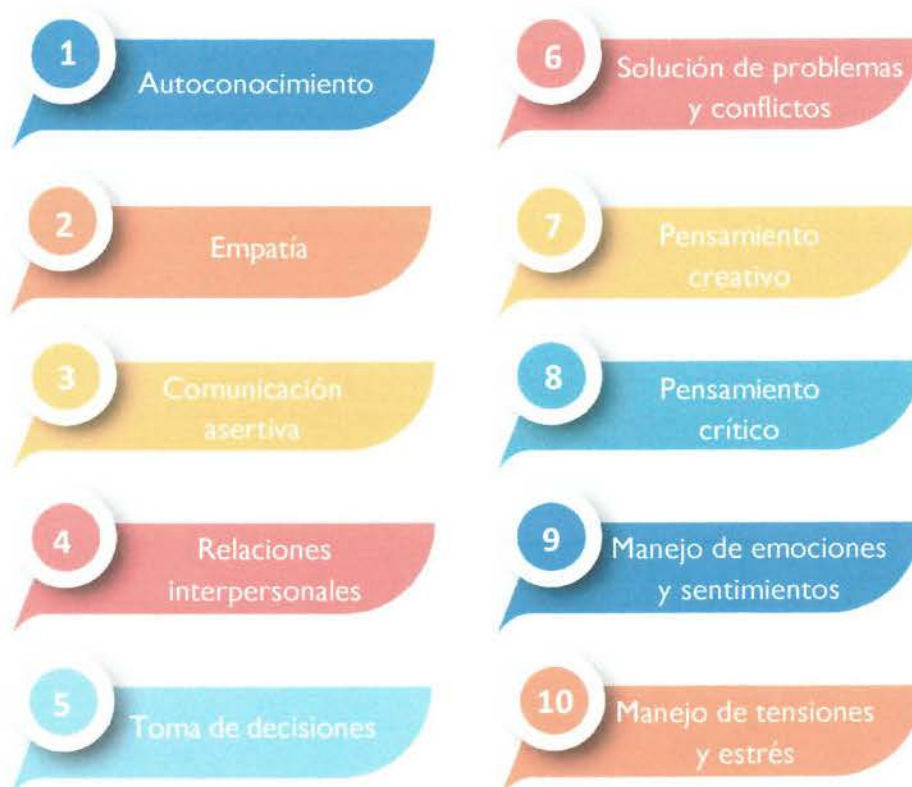 1
Autoconocimiento
2
Empatía
3
Comunicación
asertiva
4
Relaciones
interpersonales
5
Toma de decisiones
6
Solución de problemas
y conflictos
7
Pensamiento
creativo
8
Pensamiento
crítico
9
Manejo de emociones
y sentimientos
10
Manejo de tensiones
y estrés